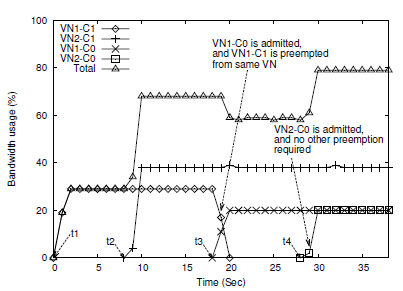 100
80
60
40
20
0
Bandwidth usage (%)
VN1-C1
VN2-C1
VN1-C0
VN2-C0
Total
VN1-C0 is admitted,
and VN1-C1 is preempted
from same VN
VN2-C0 is admitted,
and no other preemption
required
t1
t2
t3
t4
0 5 10 15 20 25 30 35
Time (Sec)